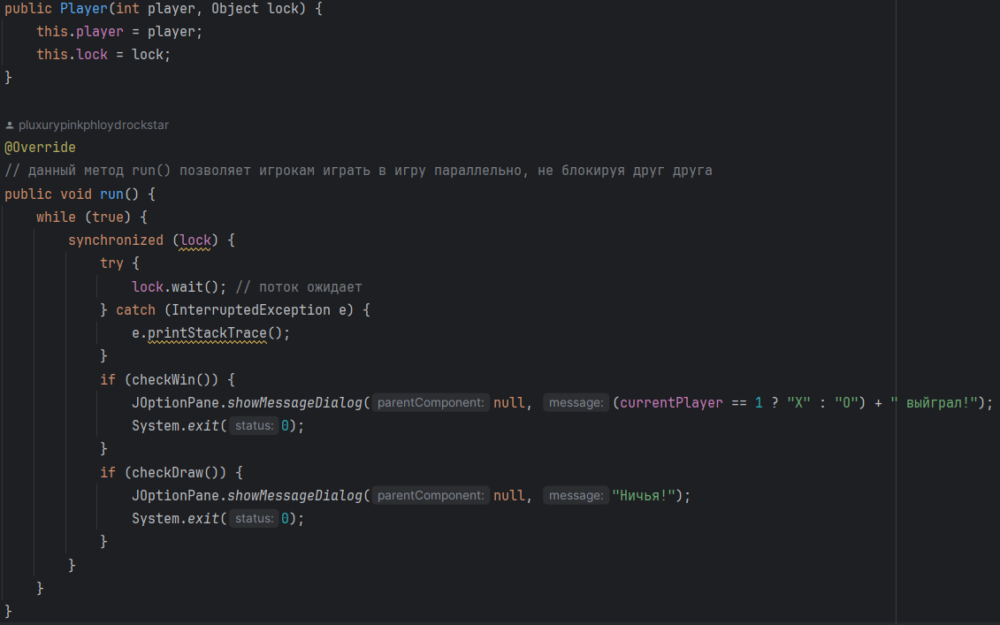 public Player(int player, Object lock) {
this.player = player;
this.lock = lock;
}
pluxurypinkphloydrockstar
@Override
// данный метод run() позволяет игрокам играть в игру параллельно, не блокируя друг друга
public void run() {
while (true) {
synchronized (lock) {
try {
lock.wait(); // поток ожидает
} catch (InterruptedException e) {
e.printStackTrace();
}
if (checkWin()) {
JOptionPane.showMessageDialog( parentComponent: null, message: (currentPlayer == 1 ? "X" : "O") + " выйграл!");
System.exit( status: 0);
}
if (checkDraw()) {
JOptionPane.showMessageDialog( parentComponent: null, message: "Ничья!");
System.exit( status: 0);
}
}
}
}